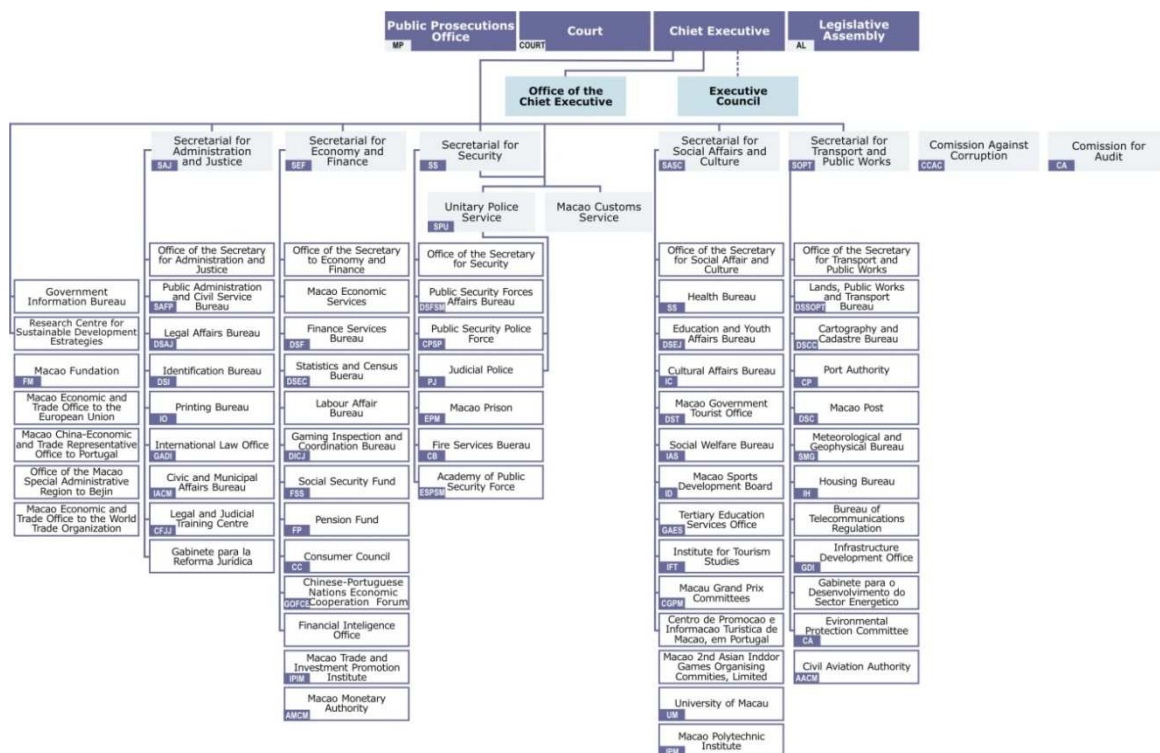 Public Prosecutions
Office
MP
Court
COURT
Chiet Executive
Legislative
Assembly
AL
Office of the
Chiet Executive
Executive
Council
Secretarial for
Administration
and Justice
SAJ
Secretarial for
Economy and
Finance
SEF
Secretarial for
Security
SS
Secretarial for
Social Affairs and
Culture
SASC
Secretarial for
Transport and
Public Works
SOPT
Comission Against
Corruption
CCAC
Comission for
Audit
CA
Unitary Police
Service
SPU
Macao Customs
Service
Government
Information Bureau
Research Centre for
Sustainable Development
Estrategies
Macao Fundation
FM
Macao Economic and
Trade Office to the
European Union
Macao China-Economic
and Trade Representative
Office to Portugal
Office of the Macao
Special Administrative
Region to Bejin
Macao Economic and
Trade Office to the World
Trade Organization
Office of the Secretary
for Administration and
Justice
Public Administration
and Civil Service
Bureau
SAFP
Legal Affairs Bureau
DSAJ
Identification Bureau
DSI
Printing Bureau
IO
International Law Office
GADI
Civic and Municipal
Affairs Bureau
IACM
Legal and Judicial
Training Centre
CFJJ
Gabinete para la
Reforma Juridica
Office of the Secretary
to Economy and
Finance
Macao Economic
Services
Finance Services
Bureau
DSF
Statistics and Census
Buerau
DSEC
Labour Affair
Bureau
Gaming Inspection and
Coordination Bureau
DICJ
Social Security Fund
FSS
Pension Fund
FP
Consumer Council
CC
Chinese-Portuguese
Nations Economic
Cooperation Forum
GOFCE
Financial Inteligence
Office
Macao Trade and
Investment Promotion
Institute
IPIM
Macao Monetary
Authority
AMCM
Office of the Secretary
for Security
Public Security Forces
Affairs Bureau
DSFSM
Public Security Police
Force
CPSP
Judicial Police
PJ
Macao Prison
EPM
Fire Services Buerau
CB
Academy of Public
Security Force
ESPSM
Office of the Secretary
for Social Affair and
Culture
Health Bureau
SS
Education and Youth
Affairs Bureau
DSEJ
Cultural Affairs Bureau
IC
Macao Government
Tourist Office
DST
Social Welfare Bureau
IAS
Macao Sports
Development Board
ID
Tertiary Education
Services Office
GAES
Institute for Tourism
Studies
IFT
Macau Grand Prix
Committees
CGPM
Centro de Promocao e
Informacao Turistica de
Macao, em Portugal
Macao 2nd Asian Inddor
Games Organising
Commities, Limited
University of Macau
UM
Macao Polytechnic
Institute
IPM
Office of the Secretary
for Transport and
Public Works
Lands, Public Works
and Transport
Bureau
DSSOPT
Cartography and
Cadastre Bureau
DSCC
Port Authority
CP
Macao Post
DSC
Meteorological and
Geophysical Bureau
SMG
Housing Bureau
IH
Bureau of
Telecommunications
Regulation
Infrastructure
Development Office
GDI
Gabinete para o
Desenvolvimento do
Sector Energetico
Evironmental
Protection Committee
CA
Civil Aviation Authority
AACM